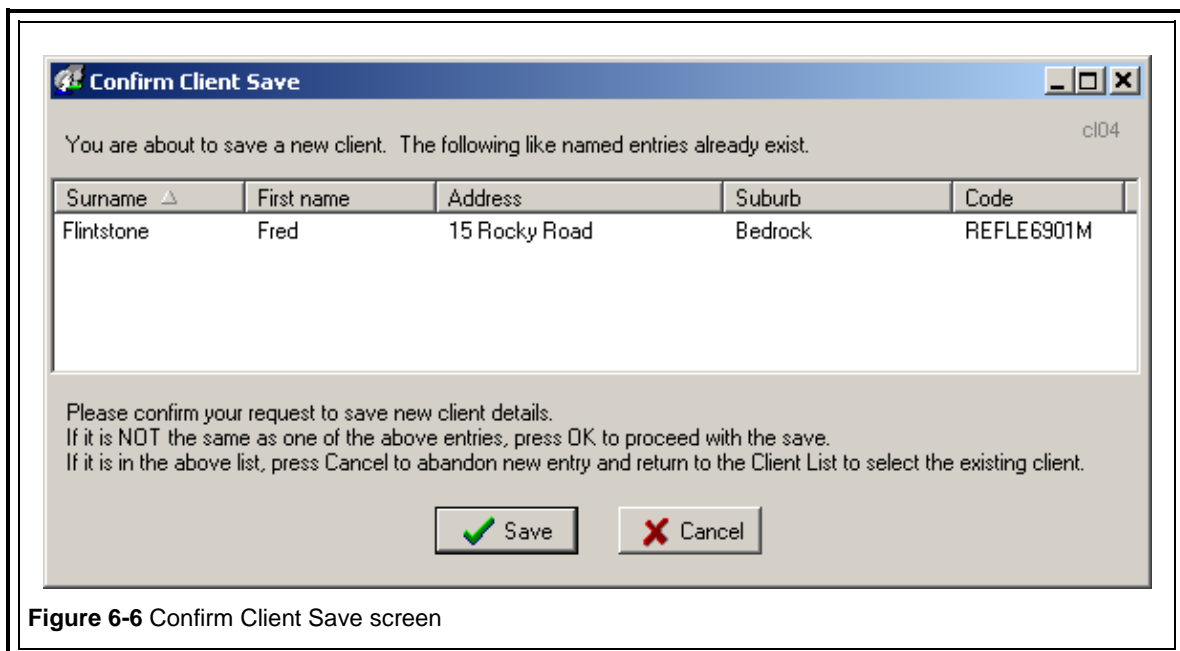 Confirm Client Save
cl04
You are about to save a new client. The following like named entries already exist.
Surname First name Address Suburb Code
Flintstone Fred 15 Rocky Road Bedrock REFLE6901M
Please confirm your request to save new client details.
If it is NOT the same as one of the above entries, press OK to proceed with the save.
If it is in the above list, press Cancel to abandon new entry and return to the Client List to select the existing client.
Save Cancel
Figure 6-6 Confirm Client Save screen